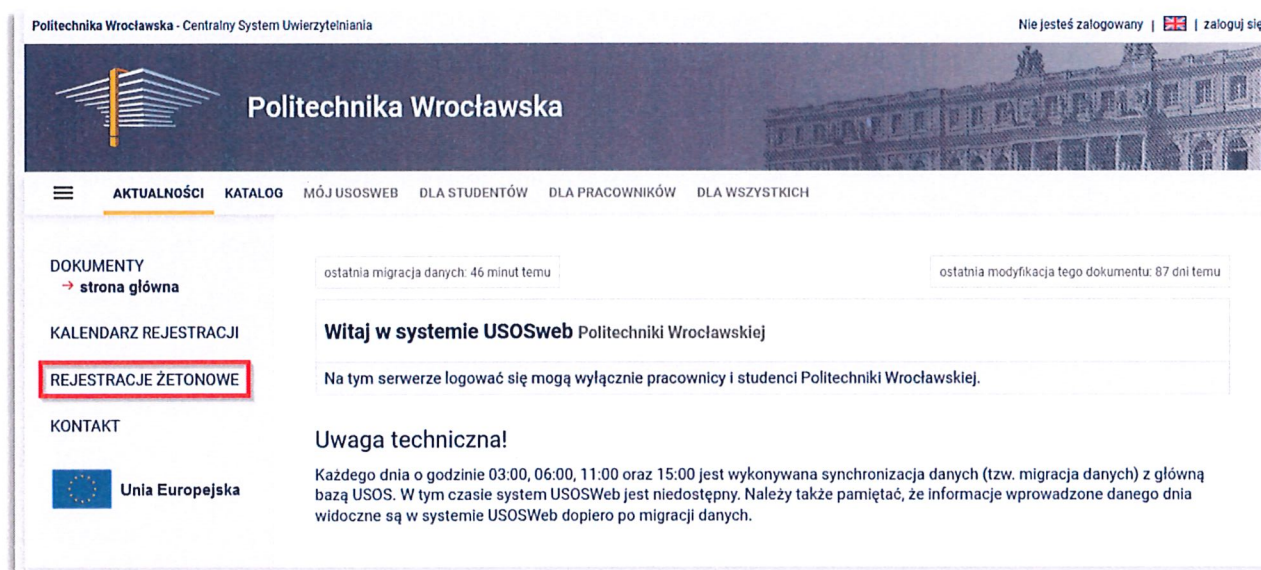 Politechnika Wrocławska - Centralny System Uwierzytelniania
Nie jesteś zalogowany | | zaloguj się
Politechnika Wrocławska
AKTUALNOŚCI KATALOG MÓJ USOSWEB DLA STUDENTÓW DLA PRACOWNIKÓW DLA WSZYSTKICH
DOKUMENTY
→ strona główna
KALENDARZ REJESTRACJI
REJESTRACJE ŻETONOWE
KONTAKT
Unia Europejska
ostatnia migracja danych: 46 minut temu
ostatnia modyfikacja tego dokumentu: 87 dni temu
Witaj w systemie USOSweb Politechniki Wrocławskiej
Na tym serwerze logować się mogą wyłącznie pracownicy i studenci Politechniki Wrocławskiej.
Uwaga techniczna!
Każdego dnia o godzinie 03:00, 06:00, 11:00 oraz 15:00 jest wykonywana synchronizacja danych (tzw. migracja danych) z główną
bazą USOS. W tym czasie system USOSWeb jest niedostępny. Należy także pamiętać, że informacje wprowadzone danego dnia
widoczne są w systemie USOSWeb dopiero po migracji danych.